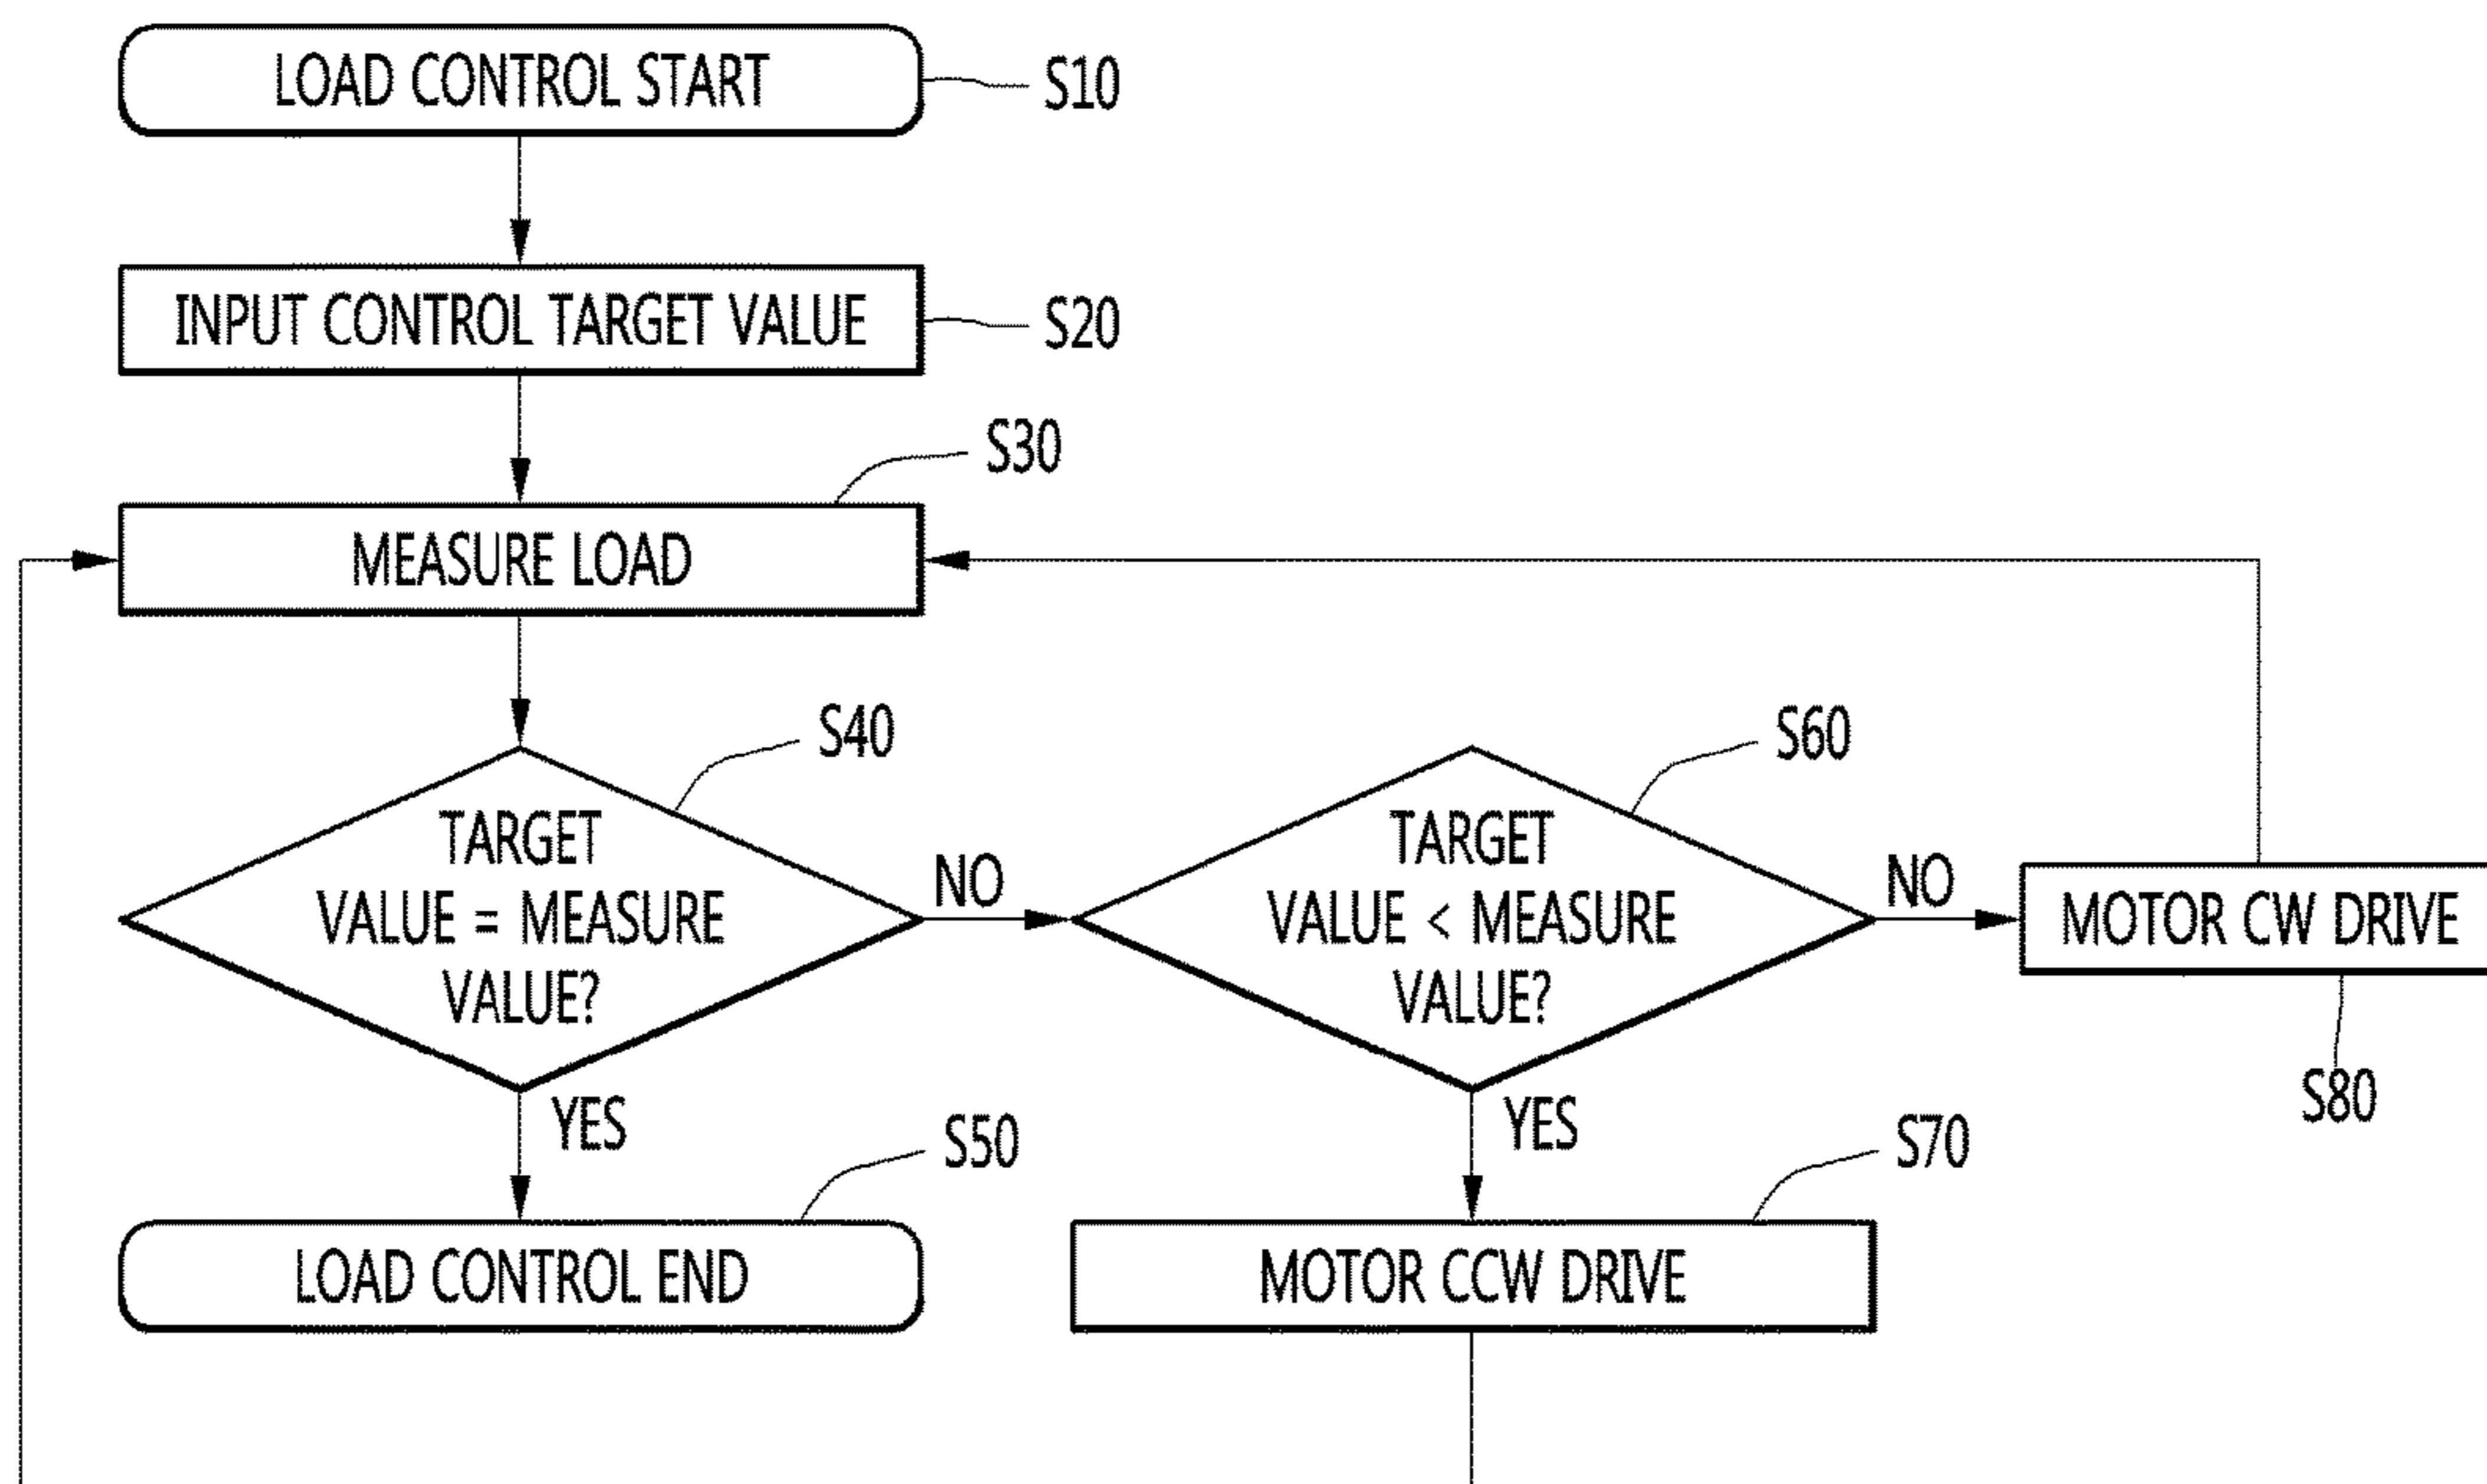 LOAD CONTROL START
S10
INPUT CONTROL TARGET VALUE
S20
S30
MEASURE LOAD
S40
TARGET
VALUE = MEASURE
VALUE?
NO
S60
TARGET
VALUE < MEASURE
VALUE?
NO
MOTOR CW DRIVE
S80
YES
S50
LOAD CONTROL END
YES
S70
MOTOR CCW DRIVE